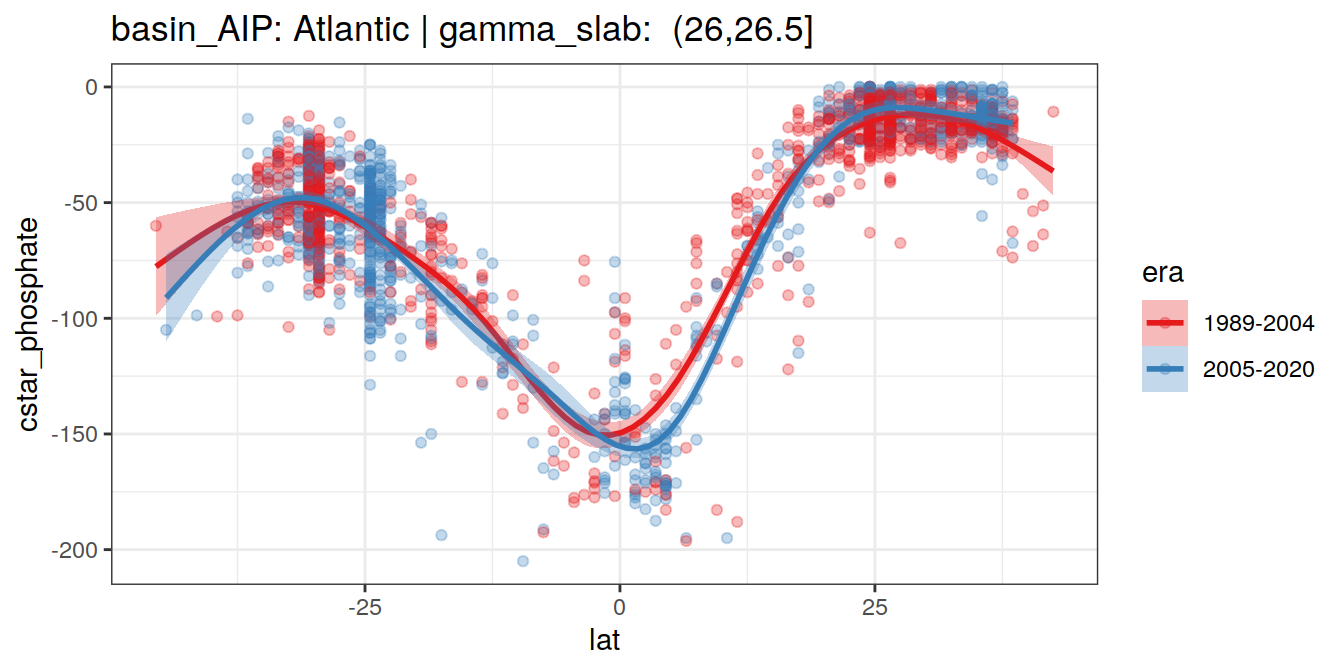 basin_AIP: Atlantic | gamma_slab:  (26,26.5]
cstar_phosphate
0
-50
-100
-150
-200
-25
0
25
lat
era
1989-2004
2005-2020